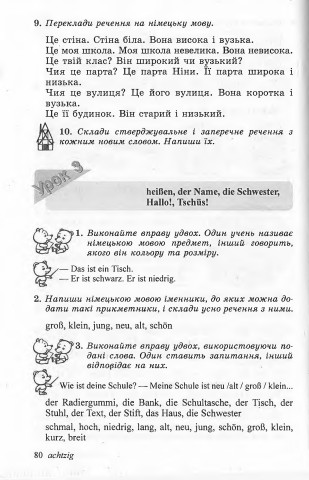 9. Переклади речення на німецьку мову.
Це стіна. Стіна біла. Вона висока і вузька.
Це моя школа. Моя школа невелика. Вона невисока.
Це твій клас? Він широкий чи вузький?
Чия це парта? Це парта Ніни. Її парта широка і
низька.
Чия це вулиця? Це його вулиця. Вона коротка і
вузька.
Це її будинок. Він старий і низький.
10. Склади стверджувальне і заперечне речення з
кожним новим словом. Напиши їх.
Урок 3
heißen, der Name, die Schwester,
Hallo!, Tschüs!
1. Виконайте вправу удвох. Один учень називає
німецькою мовою предмет, інший говорить,
якого він кольору та розміру.
— Das ist ein Tisch.
— Er ist schwarz. Er ist niedrig.
2. Напиши німецькою мовою іменники, до яких можна до-
дати такі прикметники, і склади усно речення з ними.
groß, klein, jung, neu, alt, schön
3. Виконайте вправу удвох, використовуючи по-
дані слова. Один ставить запитання, інший
відповідає на них.
Wie ist deine Schule? — Meine Schule ist neu /alt / groß / klein...
der Radiergummi, die Bank, die Schultasche, der Tisch, der
Stuhl, der Text, der Stift, das Haus, die Schwester
schmal, hoch, niedrig, lang, alt, neu, jung, schön, groß, klein,
kurz, breit
80 achtzig